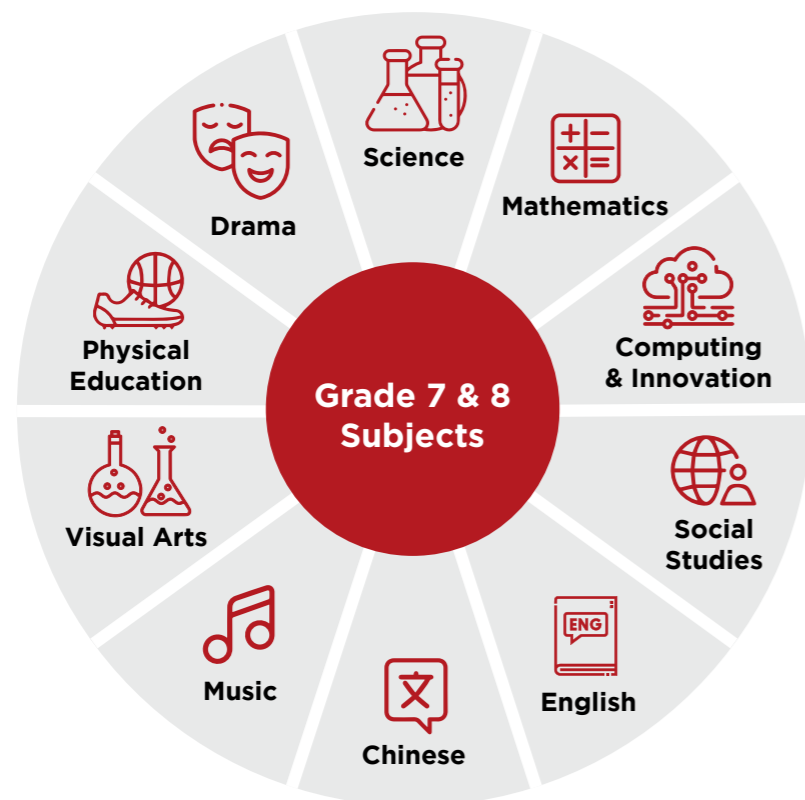 Science
Mathematics
Computing
& Innovation
Social
Studies
ENG
English
文
Chinese
Music
Visual Arts
Physical
Education
Drama
Grade 7 & 8
Subjects